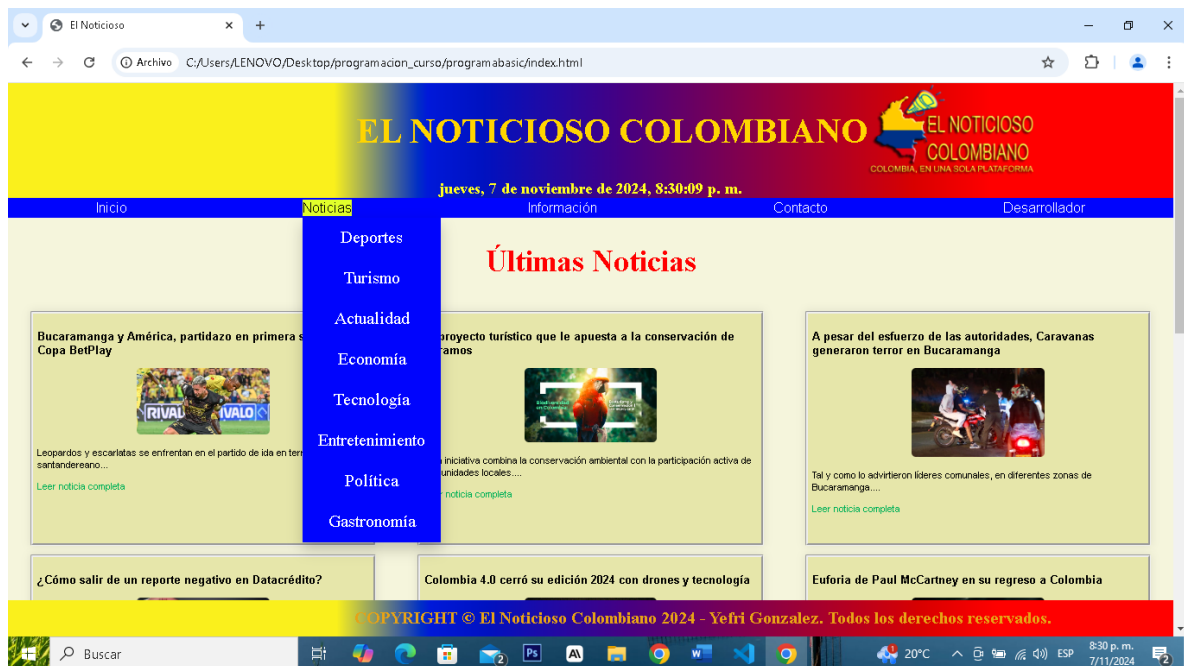 El Noticioso
Archivo C:/Users/LENOVO/Desktop/programacion_curso/programabasic/index.html
EL NOTICIOSO COLOMBIANO
EL NOTICIOSO
COLOMBIANO
COLOMBIA, EN UNA SOLA PLATAFORMA
jueves, 7 de noviembre de 2024, 8:30:09 p. m.
Inicio Noticias Información Contacto Desarrollador
Deportes
Turismo
Actualidad
Economía
Tecnología
Entretenimiento
Política
Gastronomía
Últimas Noticias
Bucaramanga y América, partidazo en primera
Copa BetPlay
RIVAL
Leopardos y escarlatas se enfrentan en el partido de ida en
santandereano...
Leer noticia completa
proyecto turístico que le apuesta a la conservación de
iniciativa combina la conservación ambiental con la participación activa de
noticia completa
A pesar del esfuerzo de las autoridades, Caravanas
generaron terror en Bucaramanga
Tal y como lo advirtieron líderes comunales, en diferentes zonas de
Bucaramanga....
Leer noticia completa
¿Cómo salir de un reporte negativo en Datacrédito?
Colombia 4.0 cerró su edición 2024 con drones y tecnología
Euforia de Paul McCartney en su regreso a Colombia
COPYRIGHT © El Noticioso Colombiano 2024 - Yefri Gonzalez. Todos los derechos reservados.
Buscar
2
Ps
20°C
ESP
8:30 p. m.
7/11/2024
2